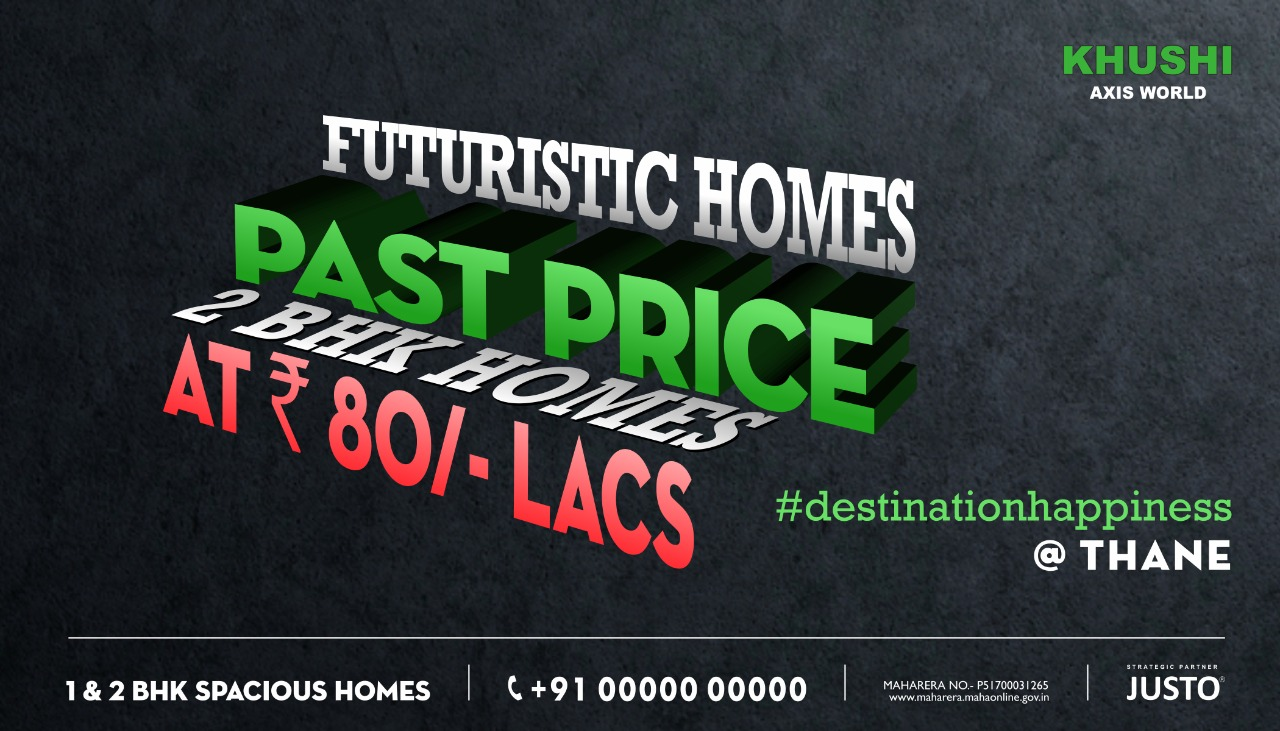 KHUSHI
AXIS WORLD
FUTURISTIC HOMES
PAST PRICE
2 BHK HOMES
AT ₹ 80/- LACS
#destinationhappiness
@ THANE
1 & 2 BHK SPACIOUS HOMES
+91 00000 00000
MAHARERA NO.- P51700031265
www.maharera.mahaonline.gov.in
STRATEGIC PARTNER
JUSTO®